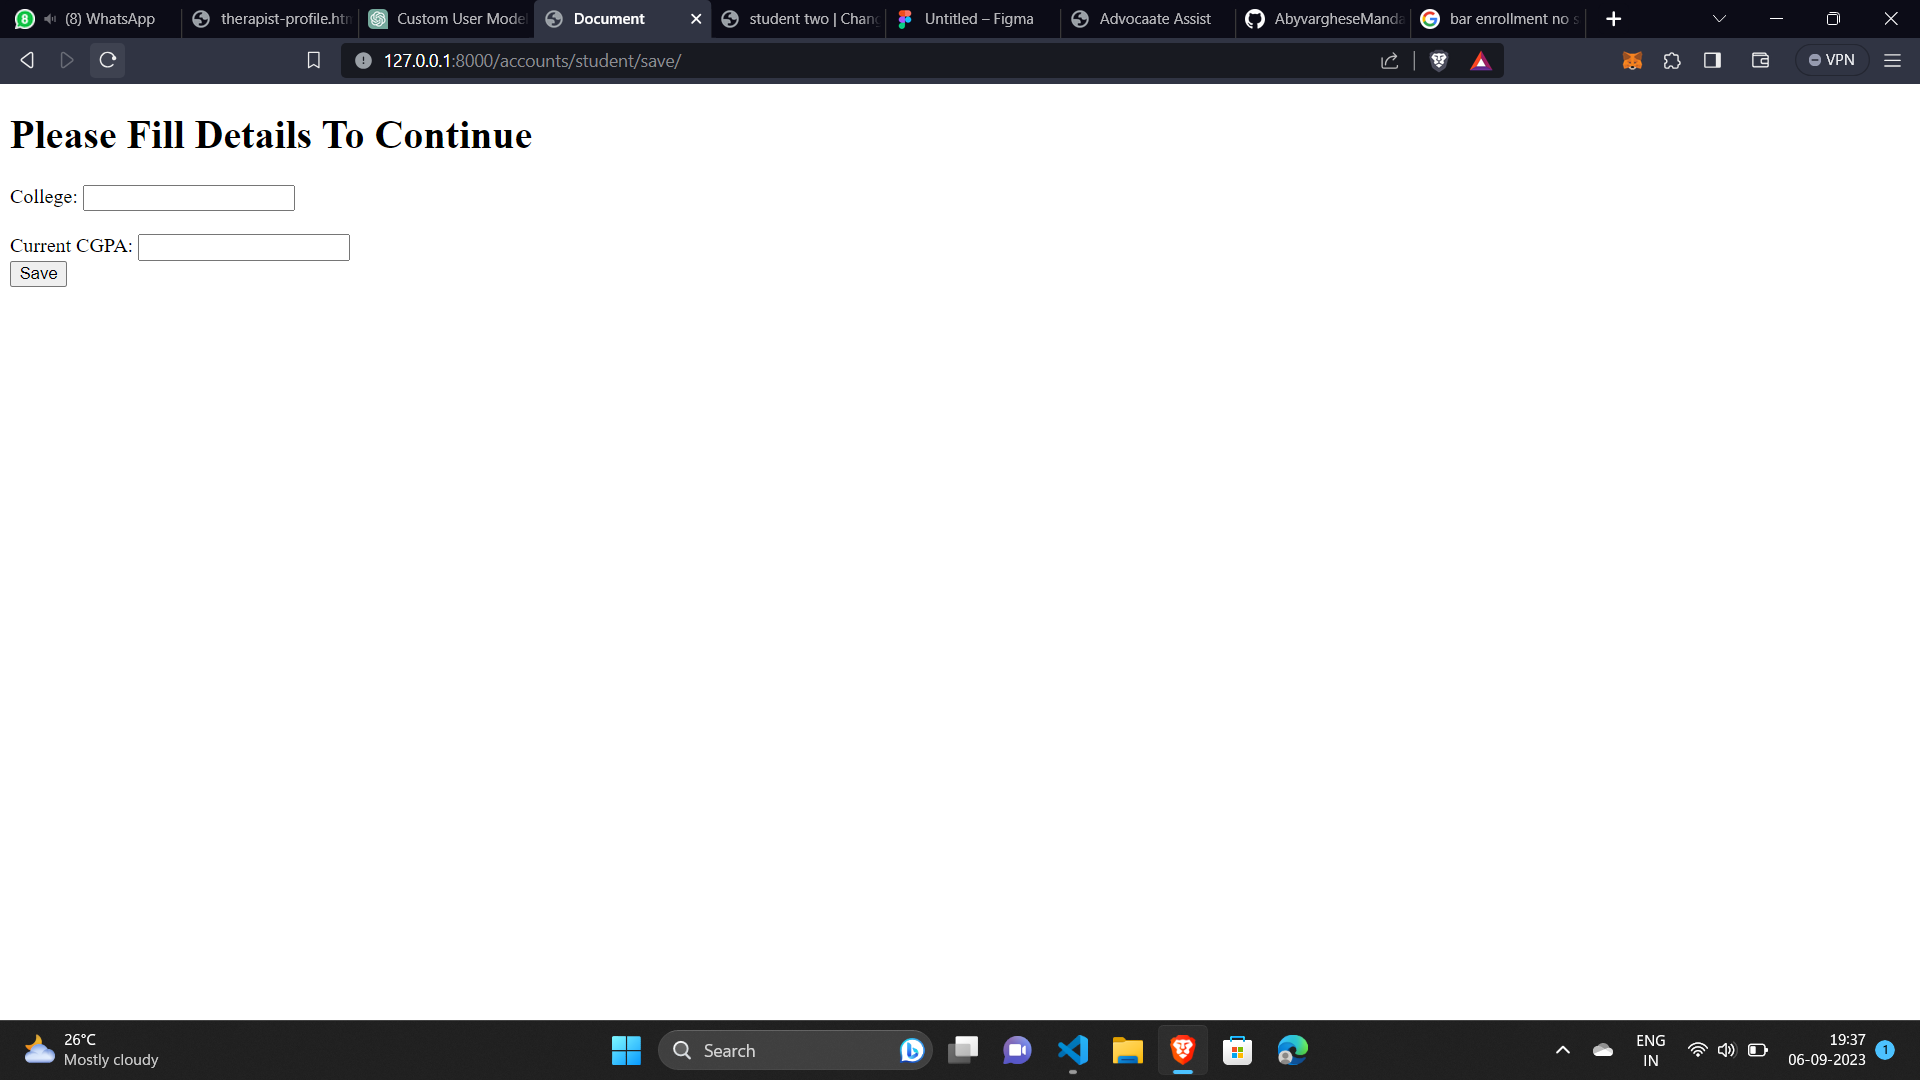 8 (8) WhatsApp
therapist-profile.htm
Custom User Model
Document
student two | Chang
Untitled – Figma
Advocaate Assist
AbyvargheseManda
bar enrollment no s
127.0.0.1:8000/accounts/student/save/
VPN
Please Fill Details To Continue
College:
Current CGPA:
Save
26°C
Mostly cloudy
Search
ENG
IN
19:37
06-09-2023
1